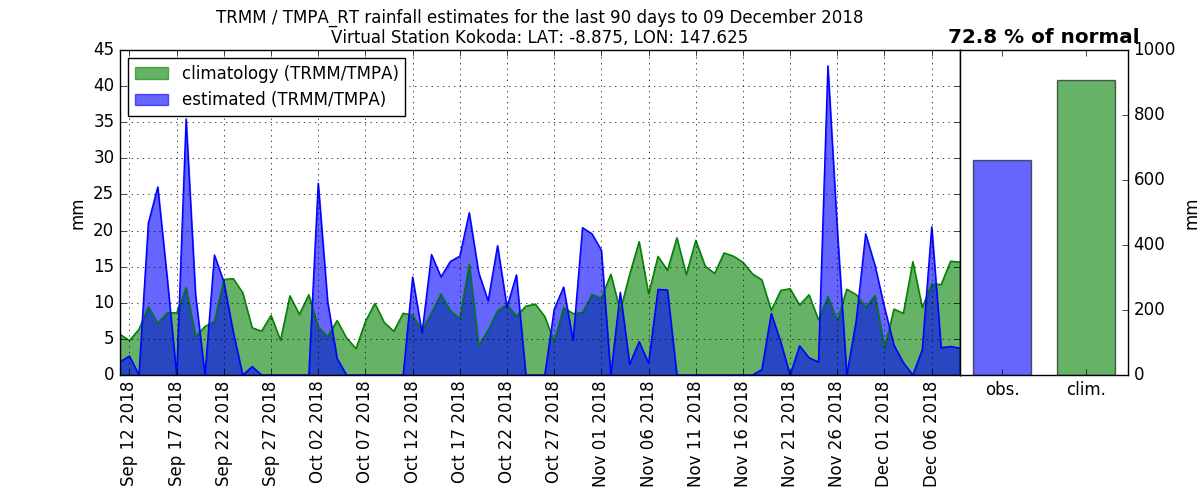 TRMM / TMPA_RT rainfall estimates for the last 90 days to 09 December 2018
Virtual Station Kokoda: LAT: -8.875, LON: 147.625
72.8 % of normal
climatology (TRMM/TMPA)
estimated (TRMM/TMPA)
mm
45
40
35
30
25
20
15
10
5
0
Sep 12 2018
Sep 17 2018
Sep 22 2018
Sep 27 2018
Oct 02 2018
Oct 07 2018
Oct 12 2018
Oct 17 2018
Oct 22 2018
Oct 27 2018
Nov 01 2018
Nov 06 2018
Nov 11 2018
Nov 16 2018
Nov 21 2018
Nov 26 2018
Dec 01 2018
Dec 06 2018
1000
800
600
400
200
0
mm
obs.
clim.